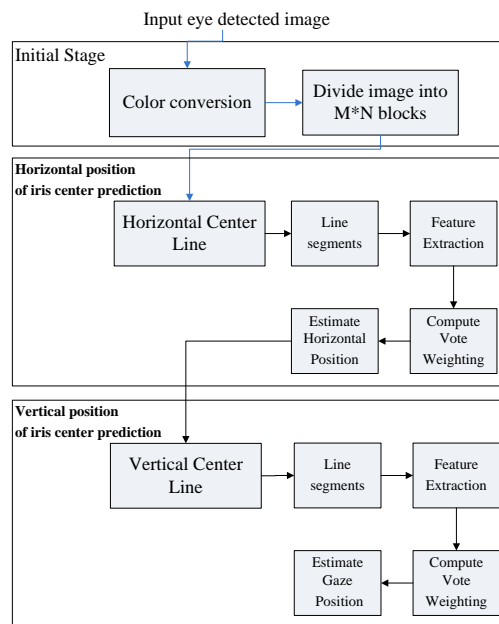 Input eye detected image
Initial Stage
Color conversion
Divide image into
M*N blocks
Horizontal position
of iris center prediction
Horizontal Center
Line
Line
segments
Feature
Extraction
Estimate
Horizontal
Position
Compute
Vote
Weighting
Vertical position
of iris center prediction
Vertical Center
Line
Line
segments
Feature
Extraction
Estimate
Gaze
Position
Compute
Vote
Weighting